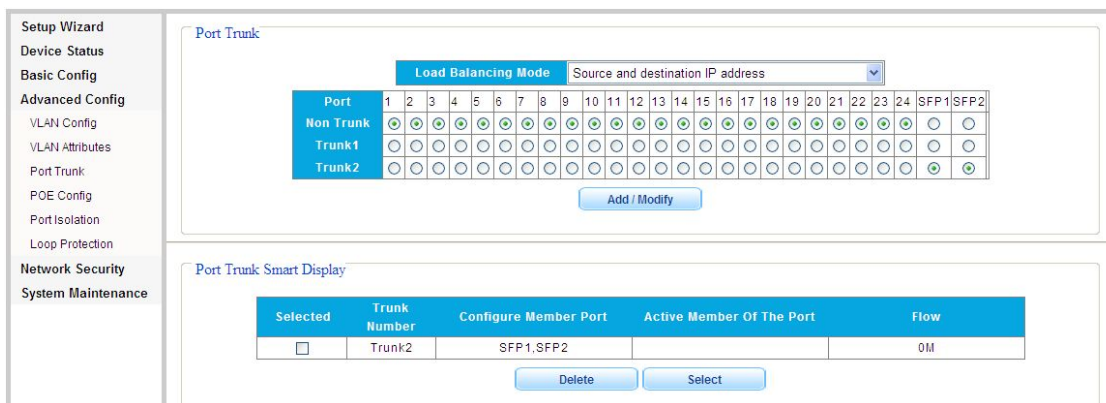 Setup Wizard
Device Status
Basic Config
Advanced Config
VLAN Config
VLAN Attributes
Port Trunk
POE Config
Port Isolation
Loop Protection
Network Security
System Maintenance
Port Trunk
Load Balancing Mode Source and destination IP address
Port 1 2 3 4 5 6 7 8 9 10 11 12 13 14 15 16 17 18 19 20 21 22 23 24 SFP1 SFP2
Non Trunk
Trunk1
Trunk2
Add / Modify
Port Trunk Smart Display
Selected Trunk Number Configure Member Port Active Member Of The Port Flow
Trunk2 SFP1,SFP2 0M
Delete Select